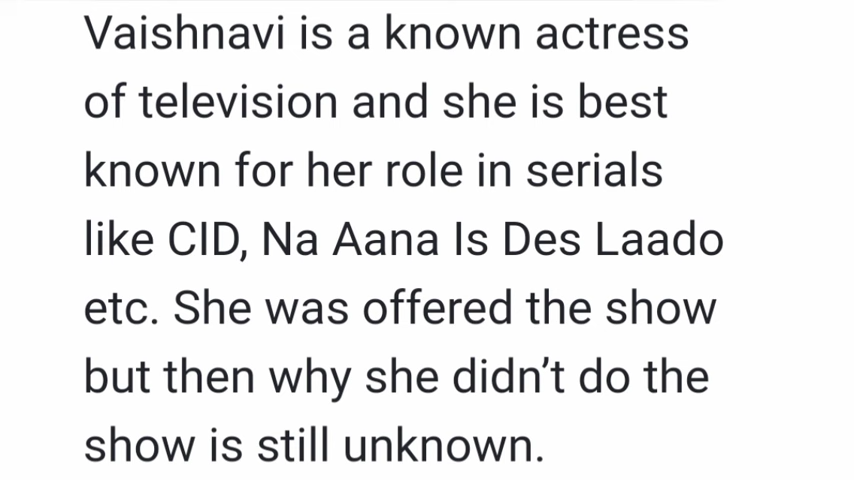 Vaishnavi is a known actress
of television and she is best
known for her role in serials
like CID, Na Aana Is Des Laado
etc. She was offered the show
but then why she didn’t do the
show is still unknown.